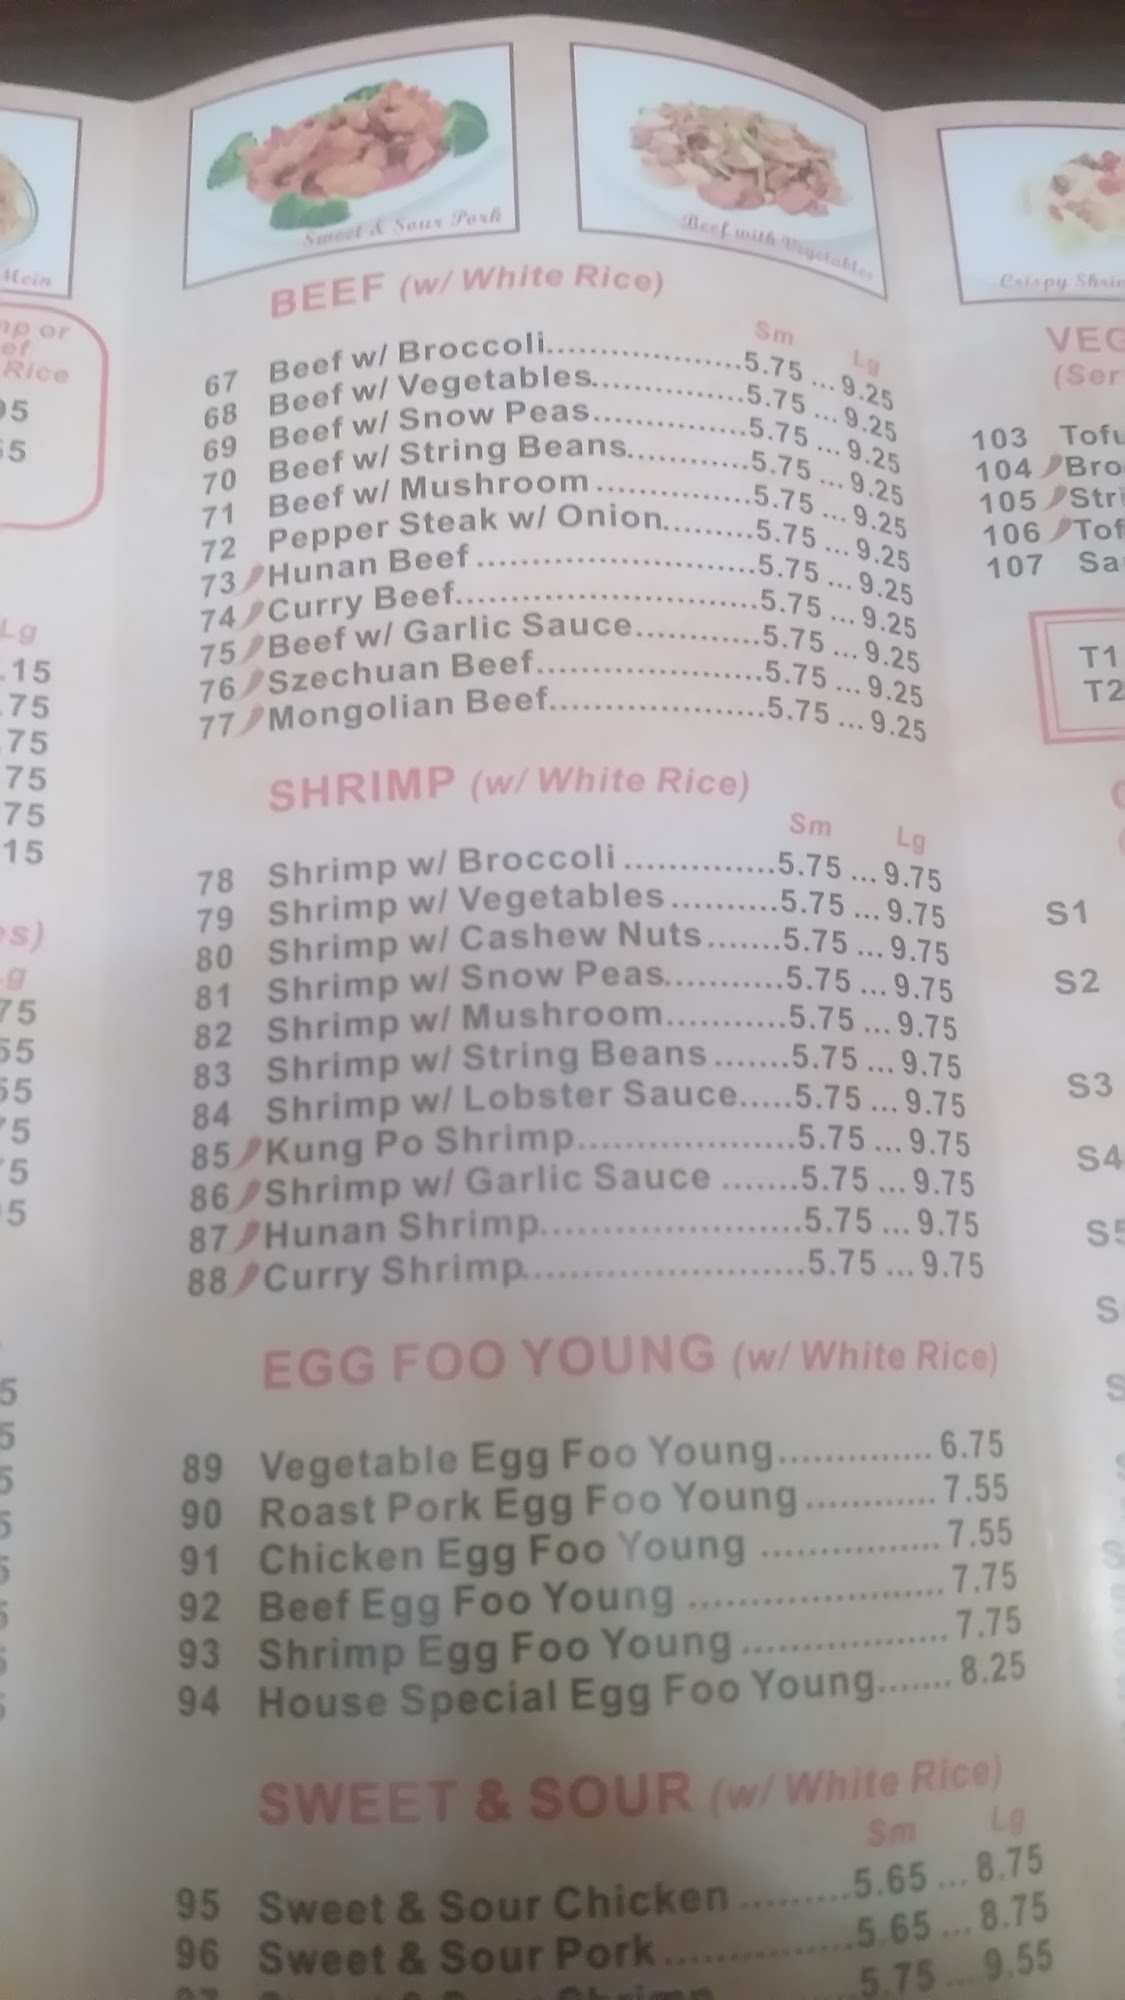 Sweet & Sour Pork
Beef with Vegetables
Mein
Crispy
BEEF (w/ White Rice)
Sm Lg
67 Beef w/ Broccoli 5.75 ... 9.25
68 Beef w/ Vegetables 5.75 ... 9.25
69 Beef w/ Snow Peas 5.75 ... 9.25
70 Beef w/ String Beans 5.75 ... 9.25
71 Beef w/ Mushroom 5.75 ... 9.25
72 Pepper Steak w/ Onion 5.75 ... 9.25
73 Hunan Beef 5.75 ... 9.25
74 Curry Beef 5.75 ... 9.25
75 Beef w/ Garlic Sauce 5.75 ... 9.25
76 Szechuan Beef 5.75 ... 9.25
77 Mongolian Beef 5.75 ... 9.25
SHRIMP (w/ White Rice)
Sm Lg
78 Shrimp w/ Broccoli 5.75 ... 9.75
79 Shrimp w/ Vegetables 5.75 ... 9.75
80 Shrimp w/ Cashew Nuts 5.75 ... 9.75
81 Shrimp w/ Snow Peas 5.75 ... 9.75
82 Shrimp w/ Mushroom 5.75 ... 9.75
83 Shrimp w/ String Beans 5.75 ... 9.75
84 Shrimp w/ Lobster Sauce 5.75 ... 9.75
85 Kung Po Shrimp 5.75 ... 9.75
86 Shrimp w/ Garlic Sauce 5.75 ... 9.75
87 Hunan Shrimp 5.75 ... 9.75
88 Curry Shrimp 5.75 ... 9.75
EGG FOO YOUNG (w/ White Rice)
89 Vegetable Egg Foo Young 6.75
90 Roast Pork Egg Foo Young 7.55
91 Chicken Egg Foo Young 7.55
92 Beef Egg Foo Young 7.75
93 Shrimp Egg Foo Young 7.75
94 House Special Egg Foo Young 8.25
SWEET & SOUR (w/ White Rice)
Sm Lg
95 Sweet & Sour Chicken 5.65 ... 8.75
96 Sweet & Sour Pork 5.65 ... 8.75
5.75 ... 9.55
Rice
Lg
103
104
105
106
107
T1
T2
S1
S2
S3
S4